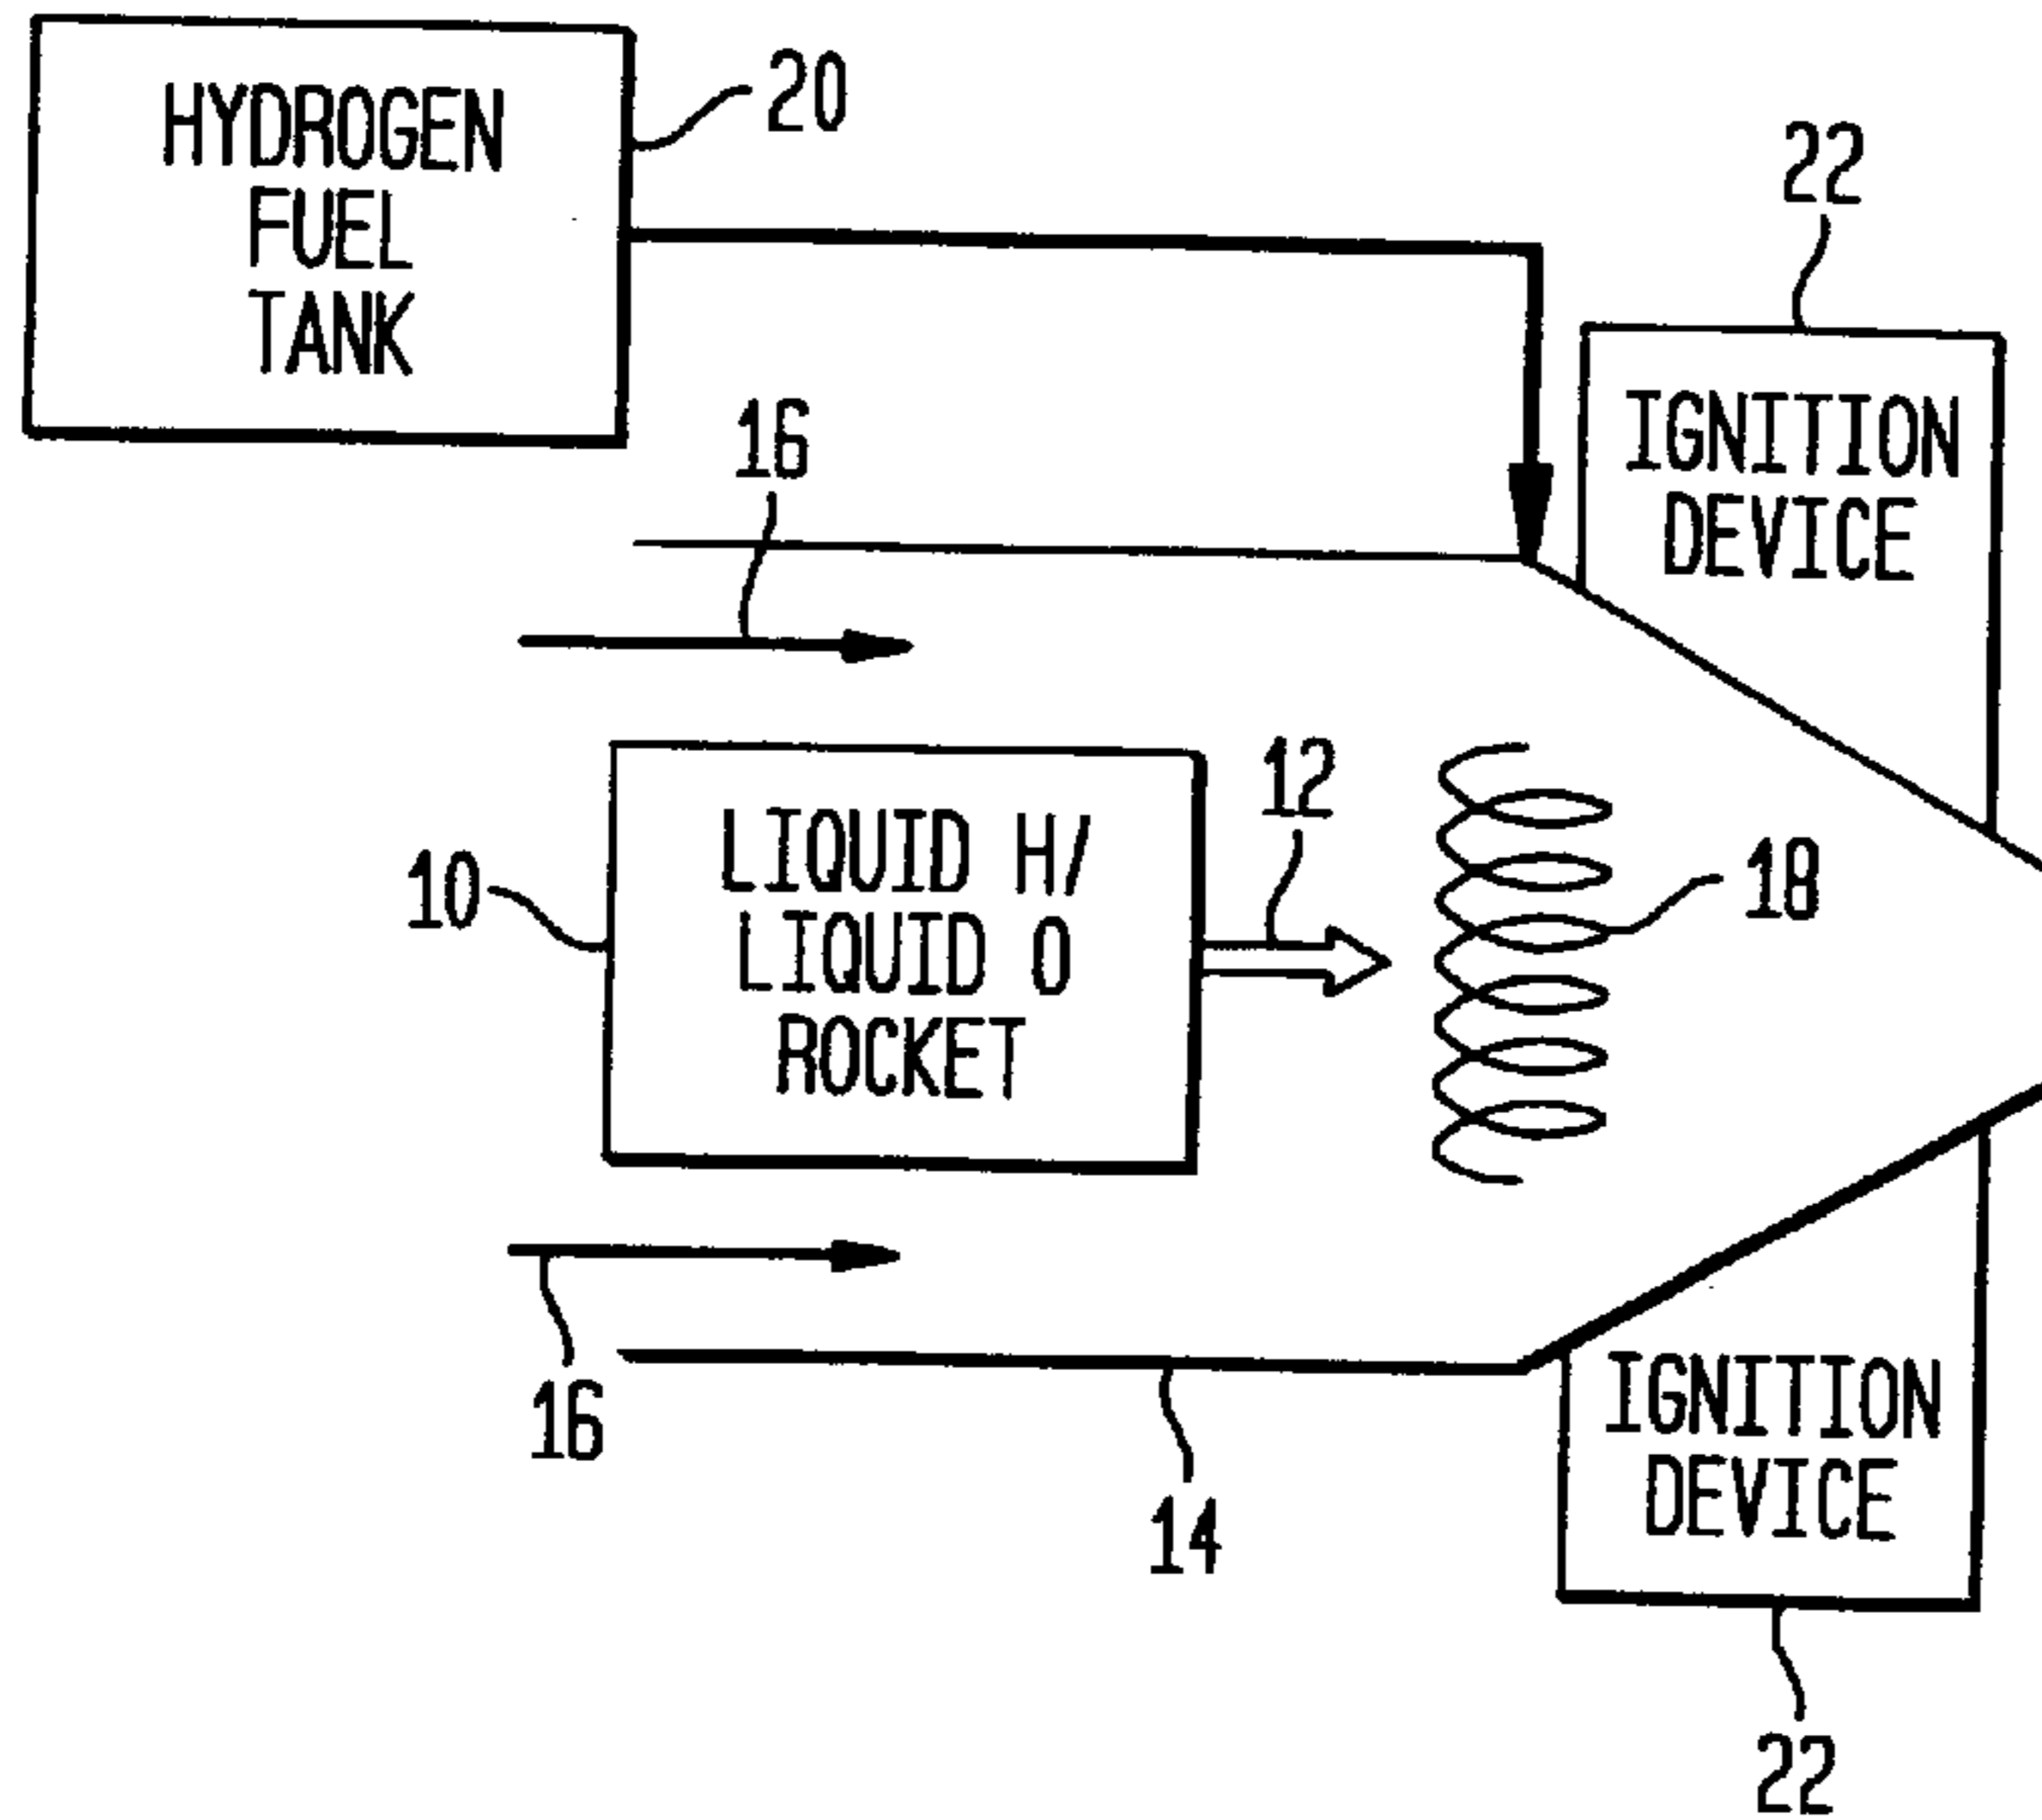 HYDROGEN
FUEL
TANK
20
22
IGNITION
DEVICE
16
12
LIQUID H/
LIQUID O
ROCKET
10
18
16
14
IGNITION
DEVICE
22